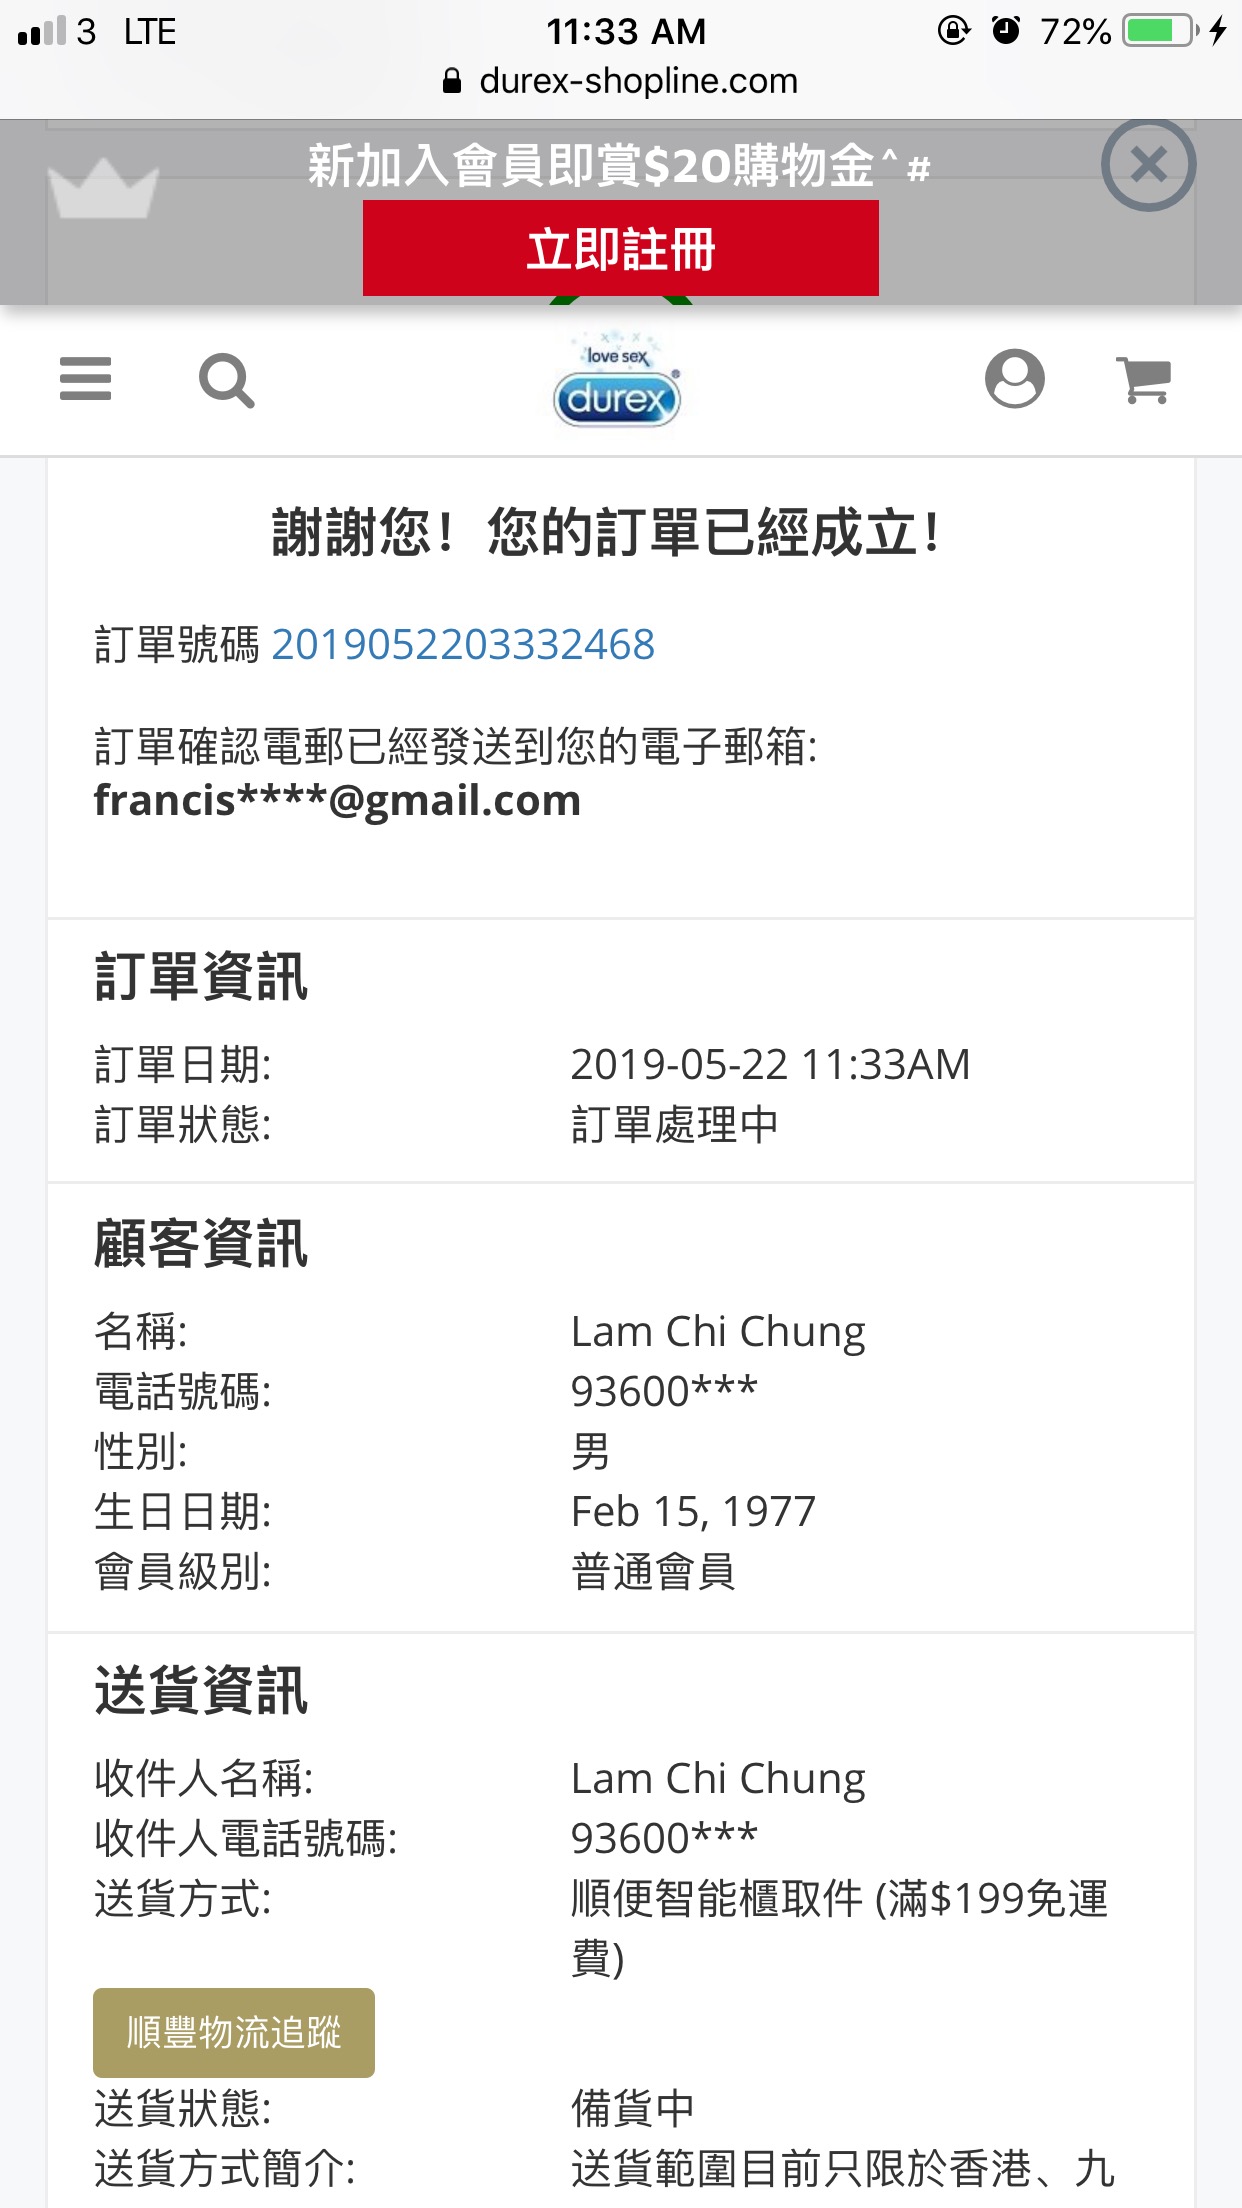 3 LTE 11:33 AM 72%
durex-shopline.com
新加入會員即賞$20購物金^ #
立即註冊
love sex
durex®
謝謝您！您的訂單已經成立！
訂單號碼 2019052203332468
訂單確認電郵已經發送到您的電子郵箱:
francis****@gmail.com
訂單資訊
訂單日期: 2019-05-22 11:33AM
訂單狀態: 訂單處理中
顧客資訊
名稱: Lam Chi Chung
電話號碼: 93600***
性別: 男
生日日期: Feb 15, 1977
會員級別: 普通會員
送貨資訊
收件人名稱: Lam Chi Chung
收件人電話號碼: 93600***
送貨方式: 順便智能櫃取件 (滿$199免運
費)
順豐物流追蹤
送貨狀態: 備貨中
送貨方式簡介: 送貨範圍目前只限於香港、九